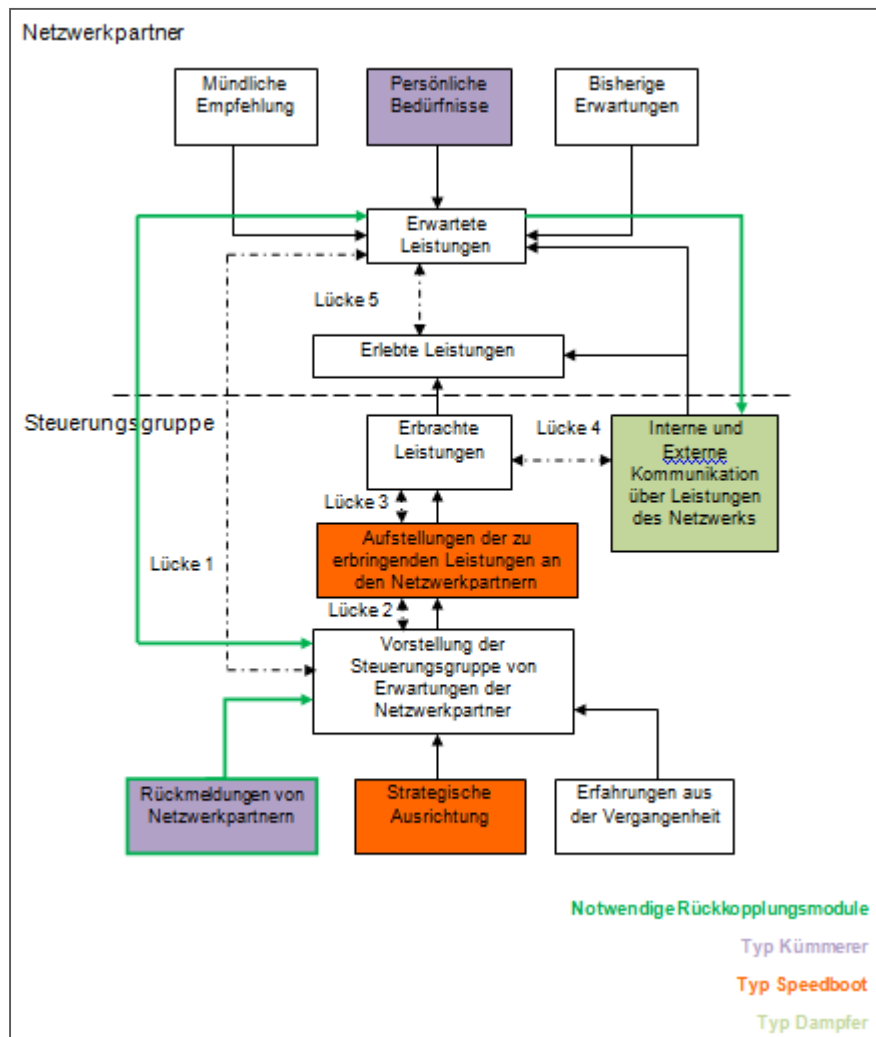 Netzwerkpartner
Mündliche
Empfehlung
Persönliche
Bedürfnisse
Bisherige
Erwartungen
Erwartete
Leistungen
Lücke 5
Erlebte Leistungen
Steuerungsgruppe
Erbrachte
Leistungen
Lücke 4
Interne und
Externe
Kommunikation
über Leistungen
des Netzwerks
Lücke 3
Aufstellungen der zu
erbringenden Leistungen an
den Netzwerkpartnern
Lücke 1
Lücke 2
Vorstellung der
Steuerungsgruppe von
Erwartungen der
Netzwerkpartner
Rückmeldungen von
Netzwerkpartnern
Strategische
Ausrichtung
Erfahrungen aus
der Vergangenheit
Notwendige Rückkopplungsmodule
Typ Kümmerer
Typ Speedboot
Typ Dampfer